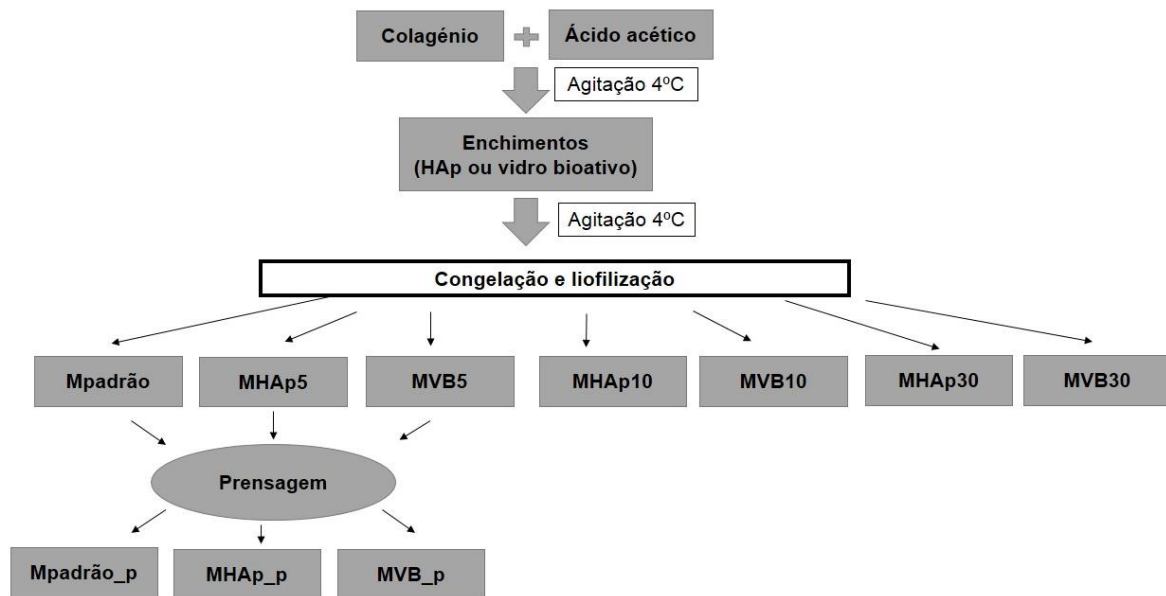 Colagénio
Ácido acético
Agitação 4ºC
Enchimentos
(HAp ou vidro bioativo)
Agitação 4ºC
Congelação e liofilização
Mpadrão
MHAp5
MVB5
MHAp10
MVB10
MHAp30
MVB30
Prensagem
Mpadrão_p
MHAp_p
MVB_p